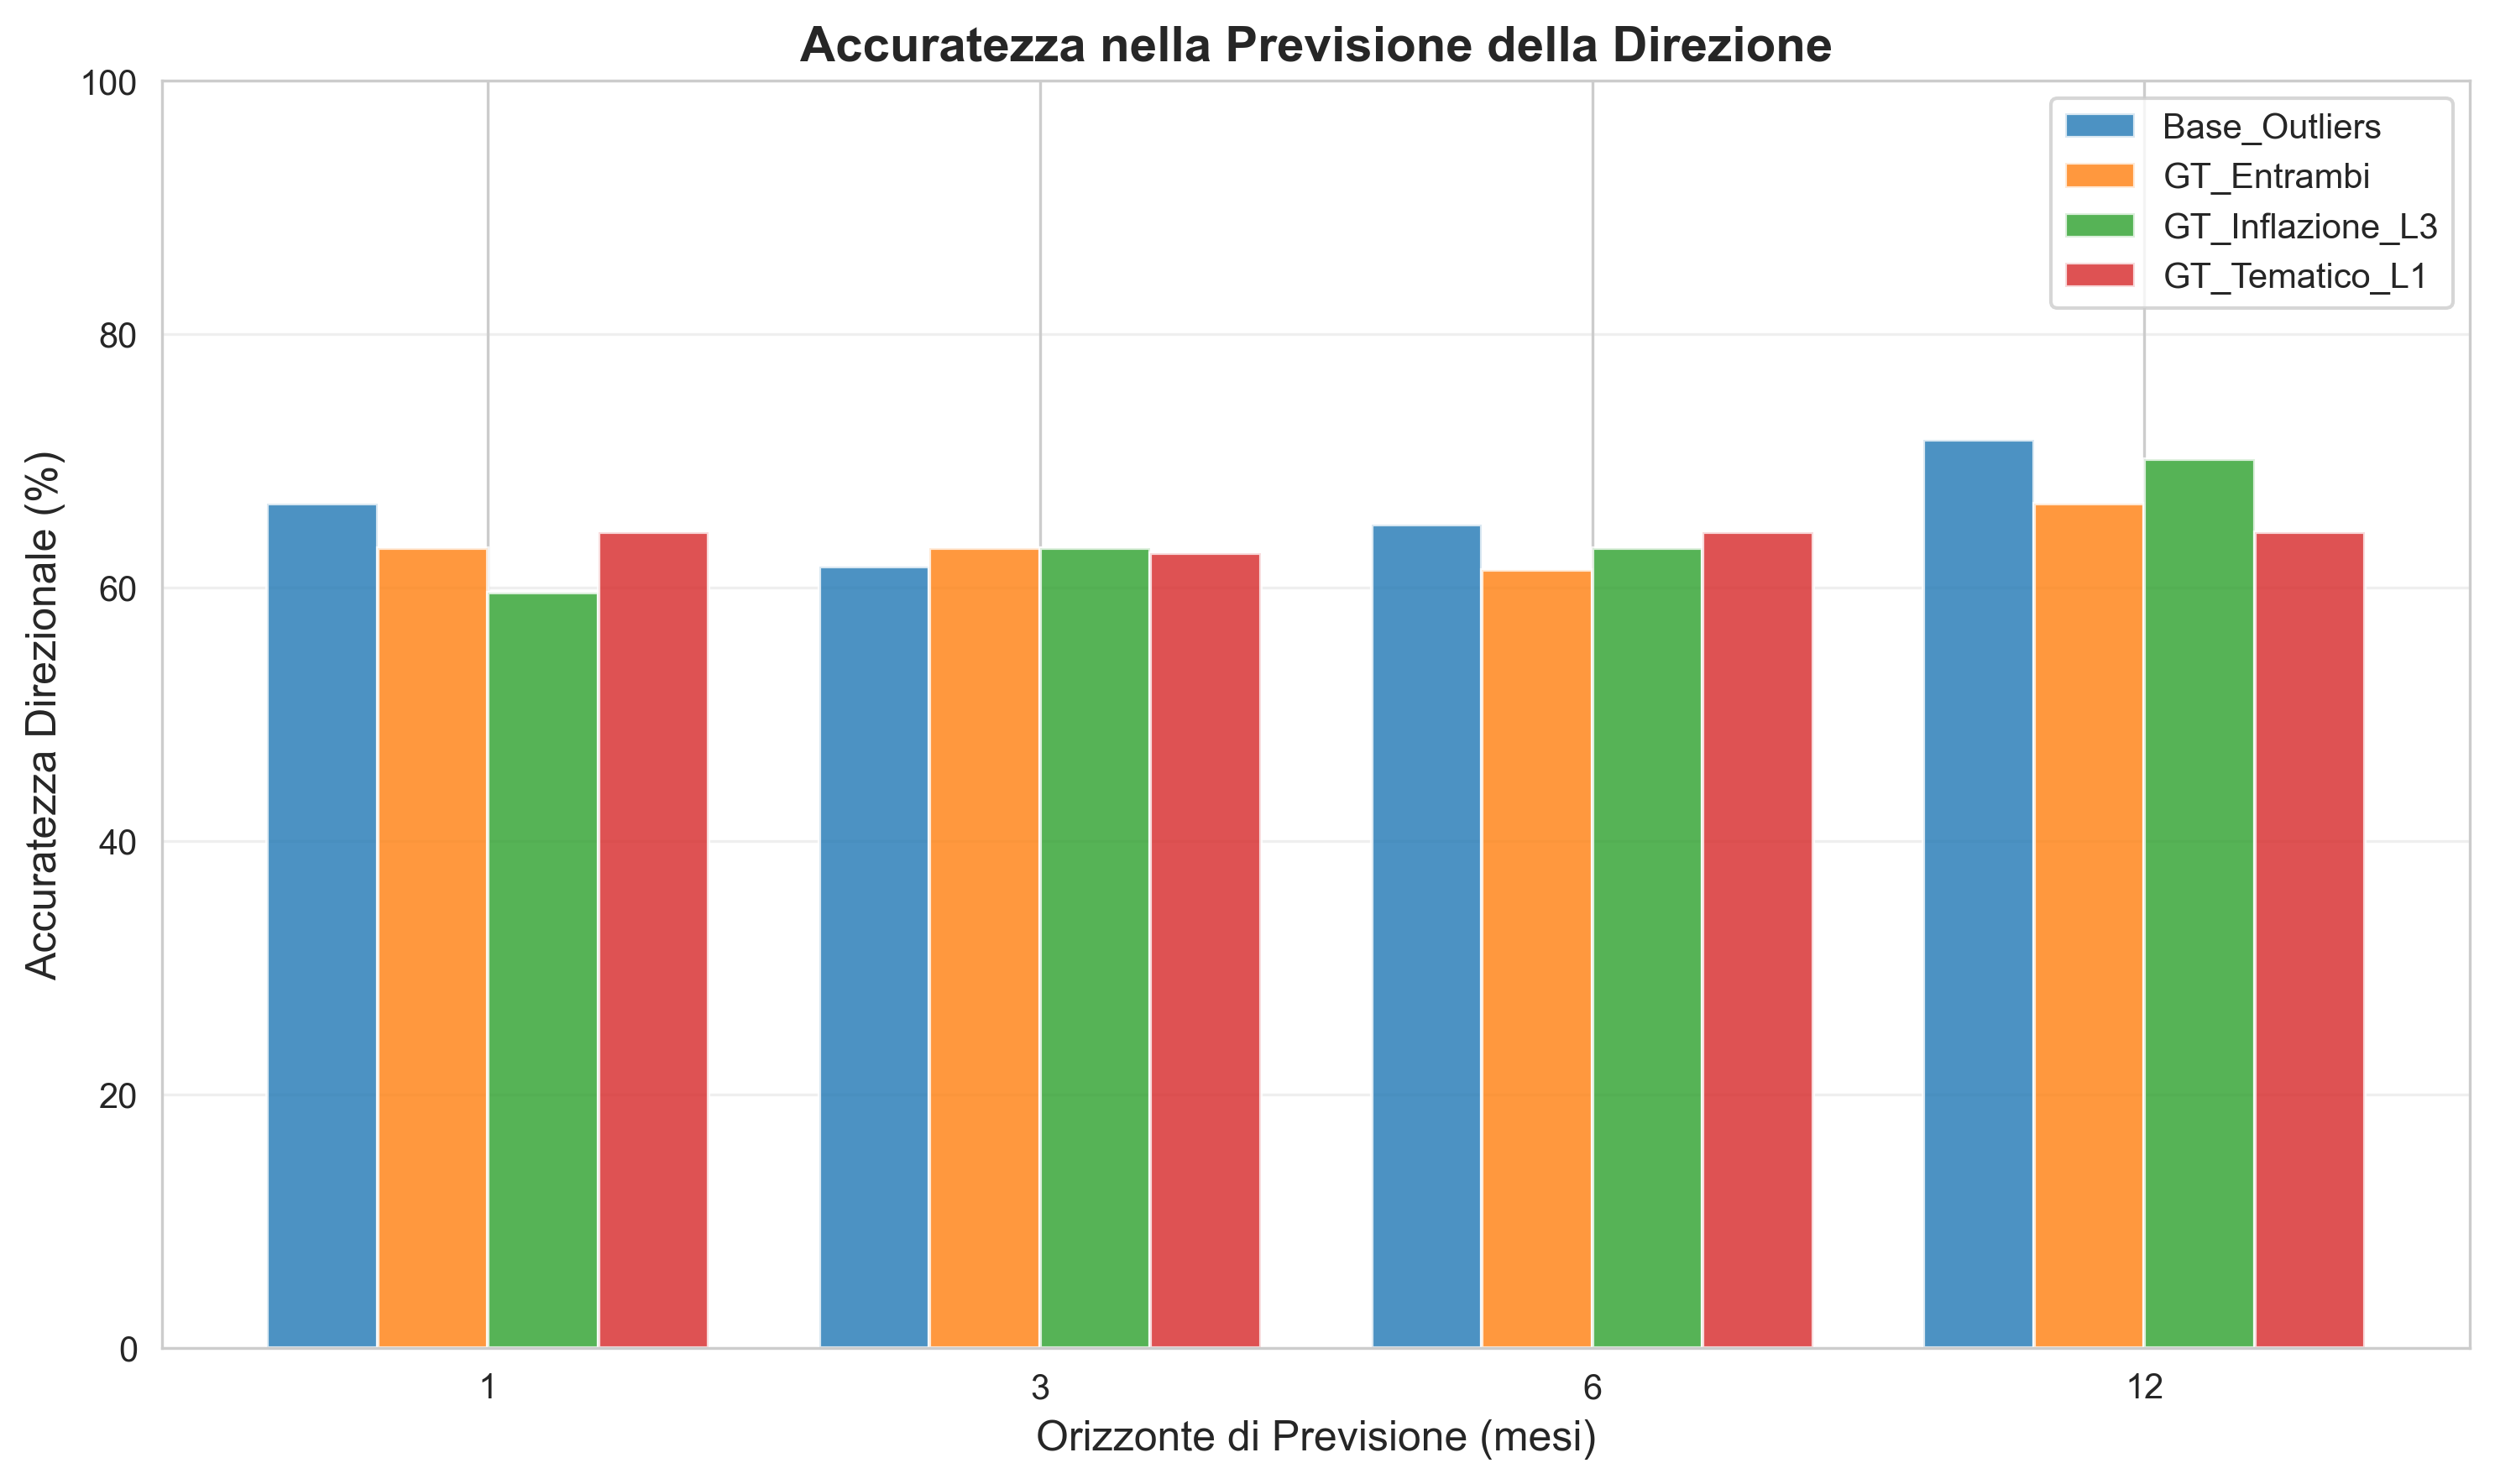 Accuratezza nella Previsione della Direzione
100
80
60
40
20
0
Accuratezza Direzionale (%)
Base_Outliers
GT_Entrambi
GT_Inflazione_L3
GT_Tematico_L1
1
3
6
12
Orizzonte di Previsione (mesi)